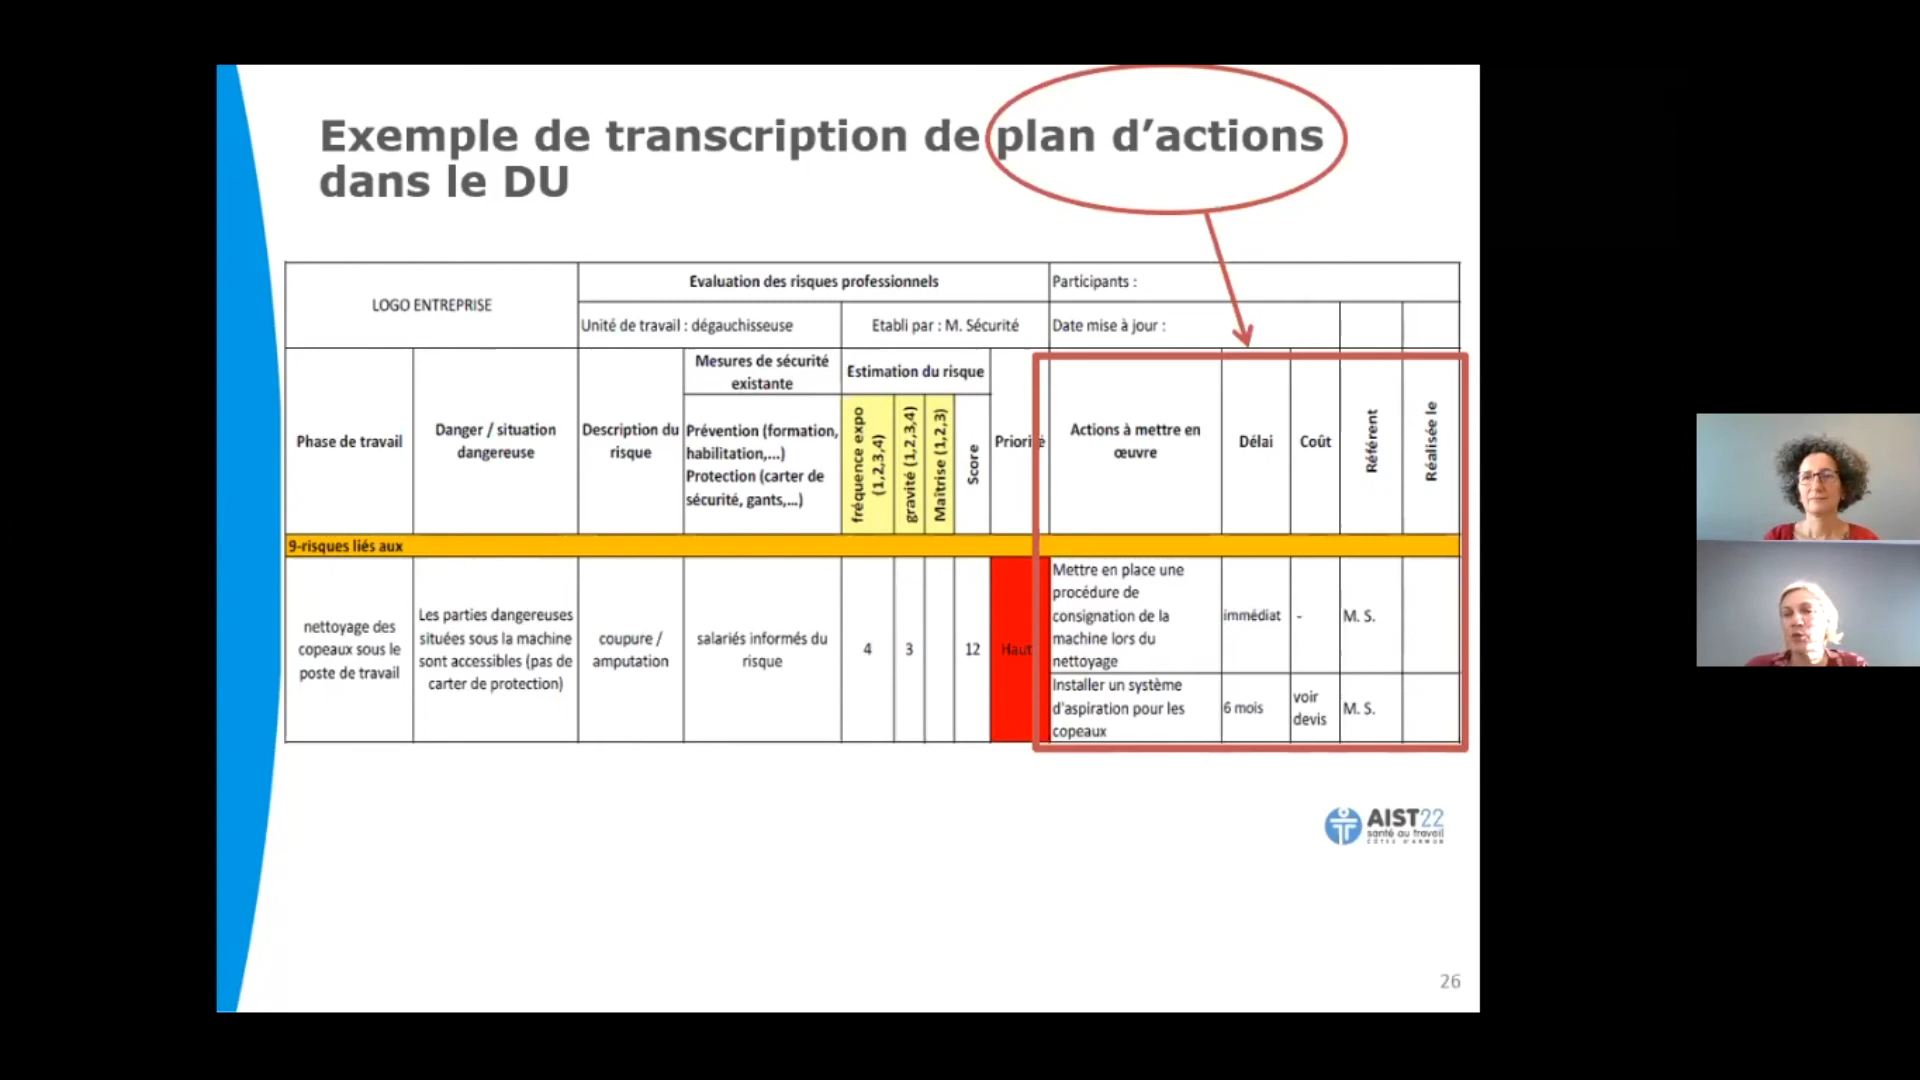 Exemple de transcription de plan d’actions
dans le DU
LOGO ENTREPRISE
Evaluation des risques professionnels
Participants :
Unité de travail : dégauchisseuse
Etabli par : M. Sécurité
Date mise à jour :
Phase de travail
Danger / situation
dangereuse
Description du
risque
Mesures de sécurité
existante
Prévention (formation,
habilitation,...)
Protection (carter de
sécurité, gants,...)
Estimation du risque
fréquence expo
(1,2,3,4)
gravité (1,2,3,4)
Maîtrise (1,2,3)
Score
Priorité
Actions à mettre en
œuvre
Délai
Coût
Référent
Réalisée le
9-risques liés aux
nettoyage des
copeaux sous le
poste de travail
Les parties dangereuses
situées sous la machine
sont accessibles (pas de
carter de protection)
coupure /
amputation
salariés informés du
risque
4
3
12
Haut
Mettre en place une
procédure de
consignation de la
machine lors du
nettoyage
immédiat
-
M. S.
Installer un système
d'aspiration pour les
copeaux
6 mois
voir
devis
M. S.
AIST22
santé au travail
CÔTES D'ARMOR
26